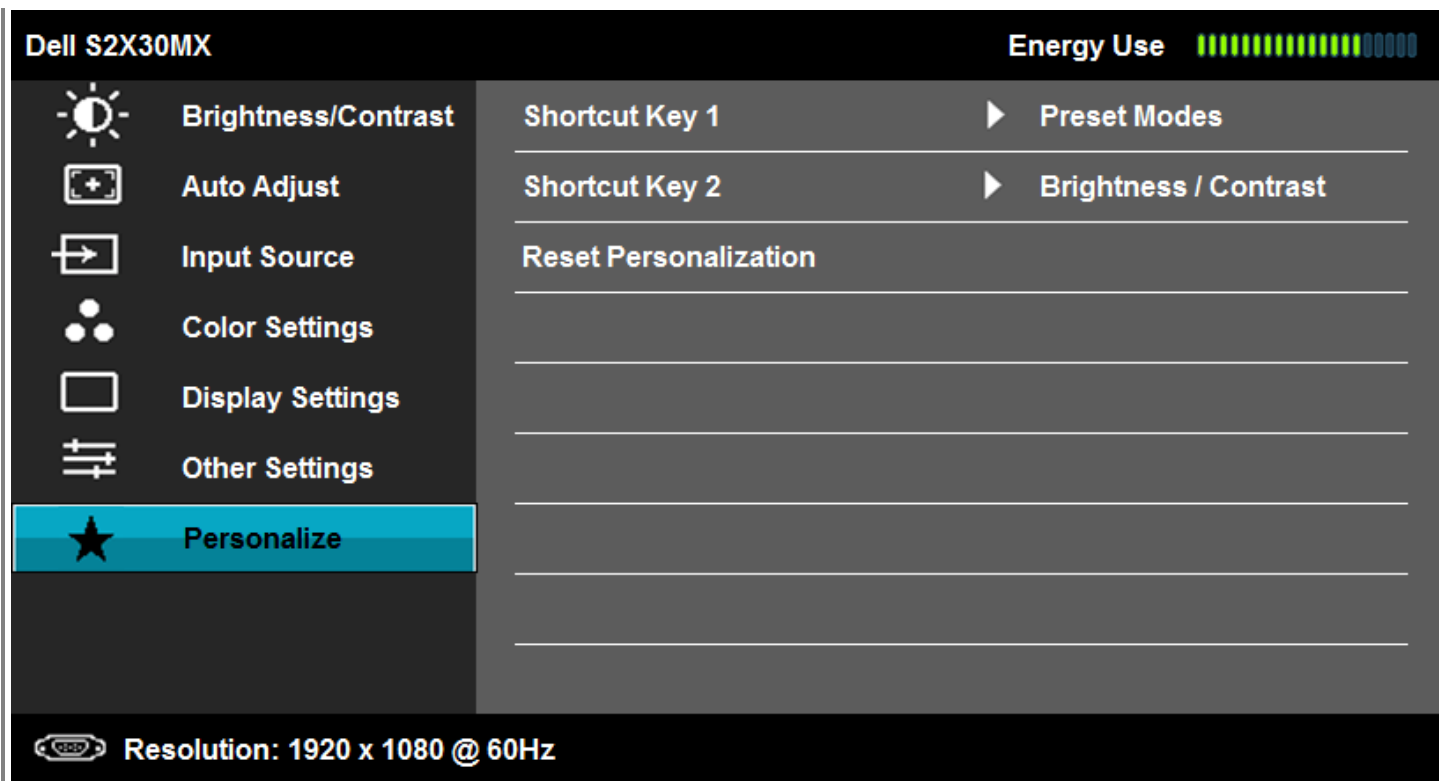 Dell S2X30MX Energy Use
Brightness/Contrast Shortcut Key 1 Preset Modes
Auto Adjust Shortcut Key 2 Brightness / Contrast
Input Source Reset Personalization
Color Settings
Display Settings
Other Settings
Personalize
Resolution: 1920 x 1080 @ 60Hz